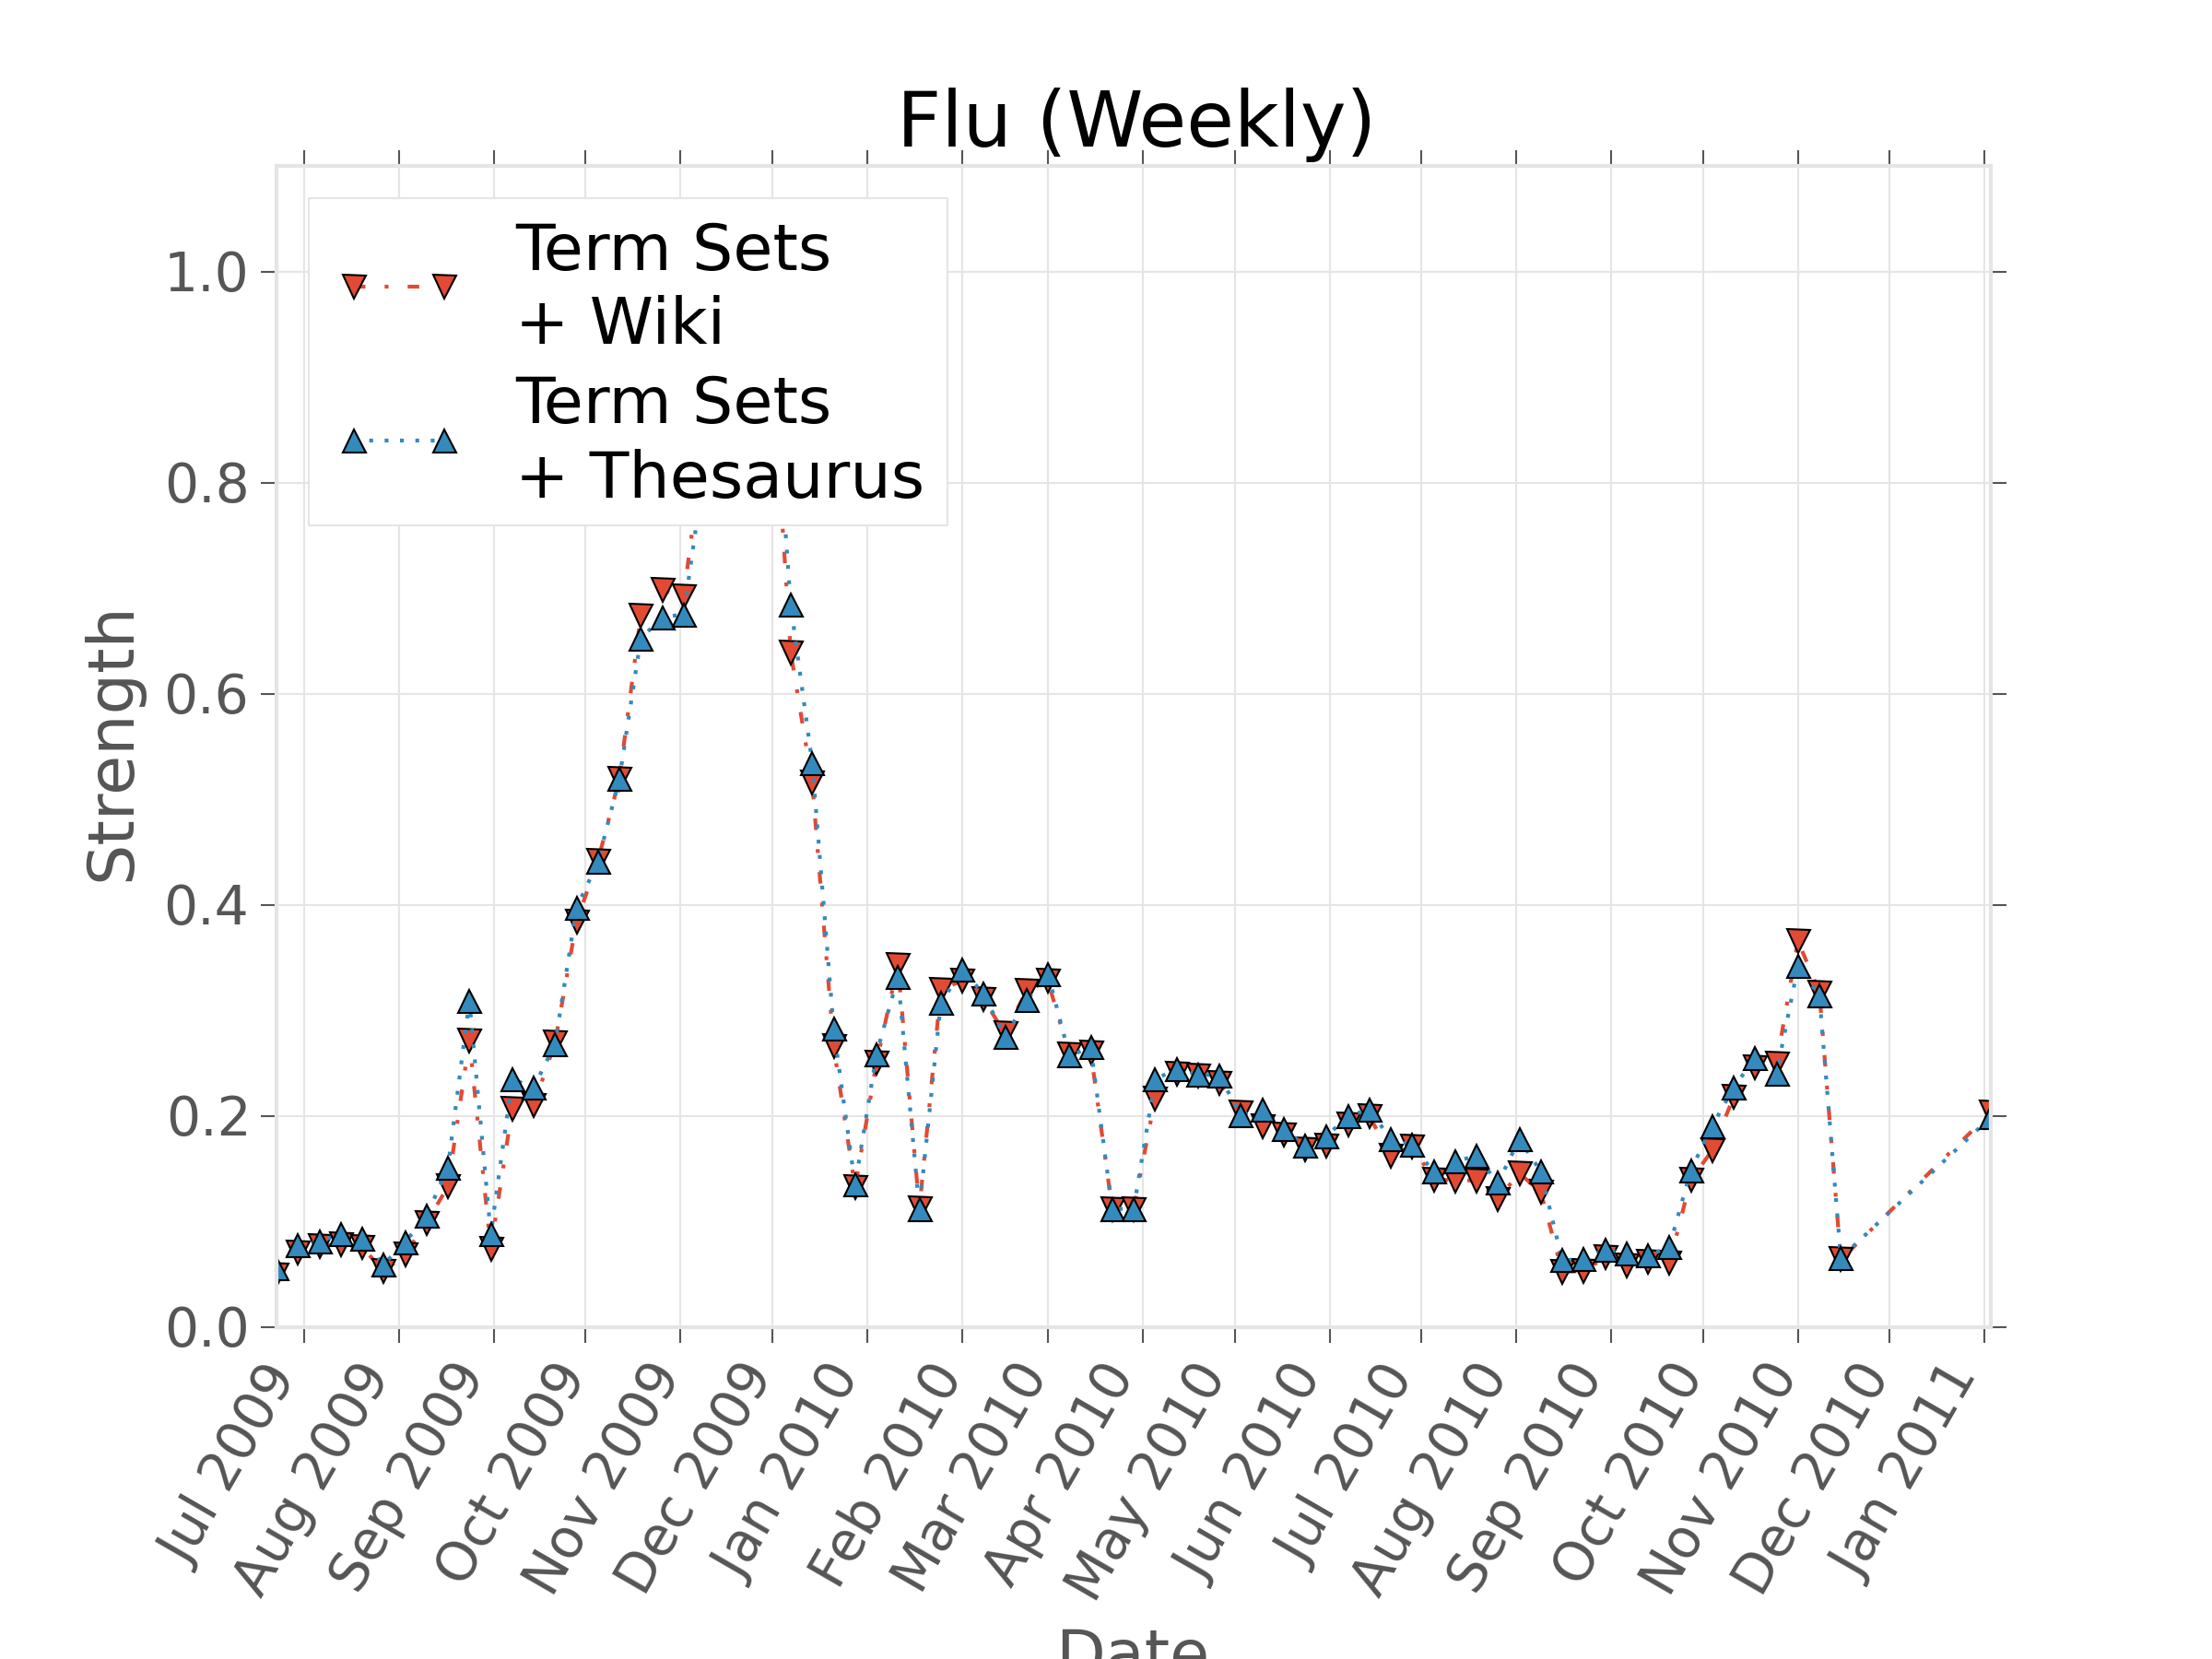 Flu (Weekly)
Term Sets
+ Wiki
Term Sets
+ Thesaurus
1.0
0.8
0.6
0.4
0.2
0.0
Strength
Jul 2009
Aug 2009
Sep 2009
Oct 2009
Nov 2009
Dec 2009
Jan 2010
Feb 2010
Mar 2010
Apr 2010
May 2010
Jun 2010
Jul 2010
Aug 2010
Sep 2010
Oct 2010
Nov 2010
Dec 2010
Jan 2011
Date